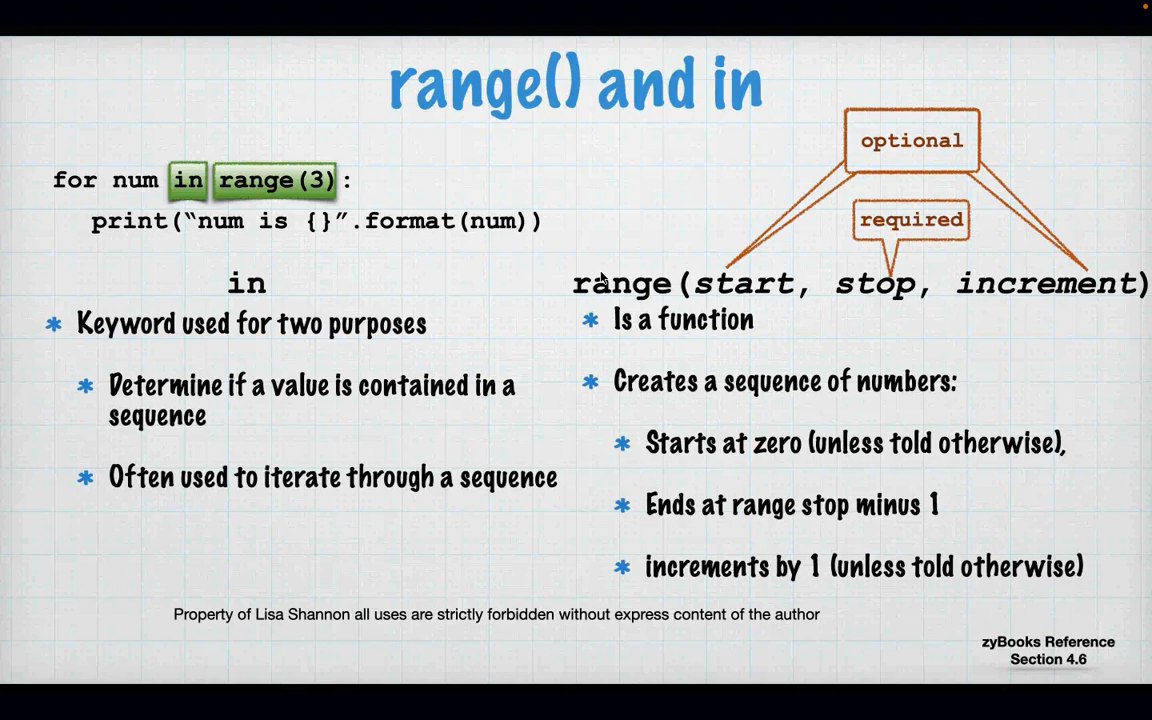 range() and in
for num in range(3):
print(“num is {}”.format(num))
in
* Keyword used for two purposes
* Determine if a value is contained in a
sequence
* Often used to iterate through a sequence
optional
required
range(start, stop, increment)
* Is a function
* Creates a sequence of numbers:
* Starts at zero (unless told otherwise),
* Ends at range stop minus 1
* increments by 1 (unless told otherwise)
Property of Lisa Shannon all uses are strictly forbidden without express content of the author
zyBooks Reference
Section 4.6